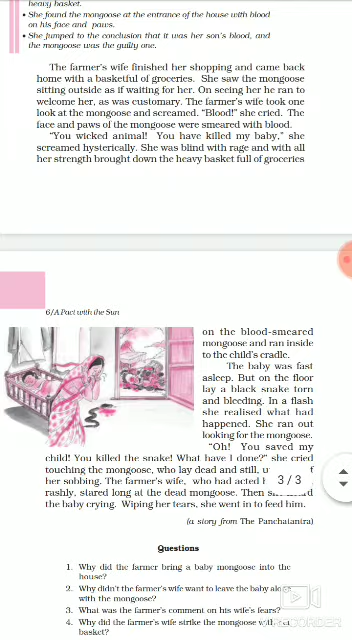 heavy basket.
• She found the mongoose at the entrance of the house with blood
on his face and paws.
• She jumped to the conclusion that it was her son's blood, and
the mongoose was the guilty one.
The farmer's wife finished her shopping and came back
home with a basketful of groceries. She saw the mongoose
sitting outside as if waiting for her. On seeing her he ran to
welcome her, as was customary. The farmer's wife took one
look at the mongoose and screamed. "Blood!" she cried. The
face and paws of the mongoose were smeared with blood.
"You wicked animal! You have killed my baby," she
screamed hysterically. She was blind with rage and with all
her strength brought down the heavy basket full of groceries
6/A Pact with the Sun
on the blood-smeared
mongoose and ran inside
to the child's cradle.
The baby was fast
asleep. But on the floor
lay a black snake torn
and bleeding. In a flash
she realised what had
happened. She ran out
looking for the mongoose.
"Oh! You saved my
child! You killed the snake! What have I done?" she cried
touching the mongoose, who lay dead and still,
her sobbing. The farmer's wife, who had acted
3 / 3
rashly, stared long at the dead mongoose. Then
the baby crying. Wiping her tears, she went in to feed him.
(a story from The Panchatantra)
Questions
1. Why did the farmer bring a baby mongoose into the
house?
2. Why didn't the farmer's wife want to leave the baby
with the mongoose?
3. What was the farmer's comment on his wife's fears?
4. Why did the farmer's wife strike the mongoose
basket?
RECORDER